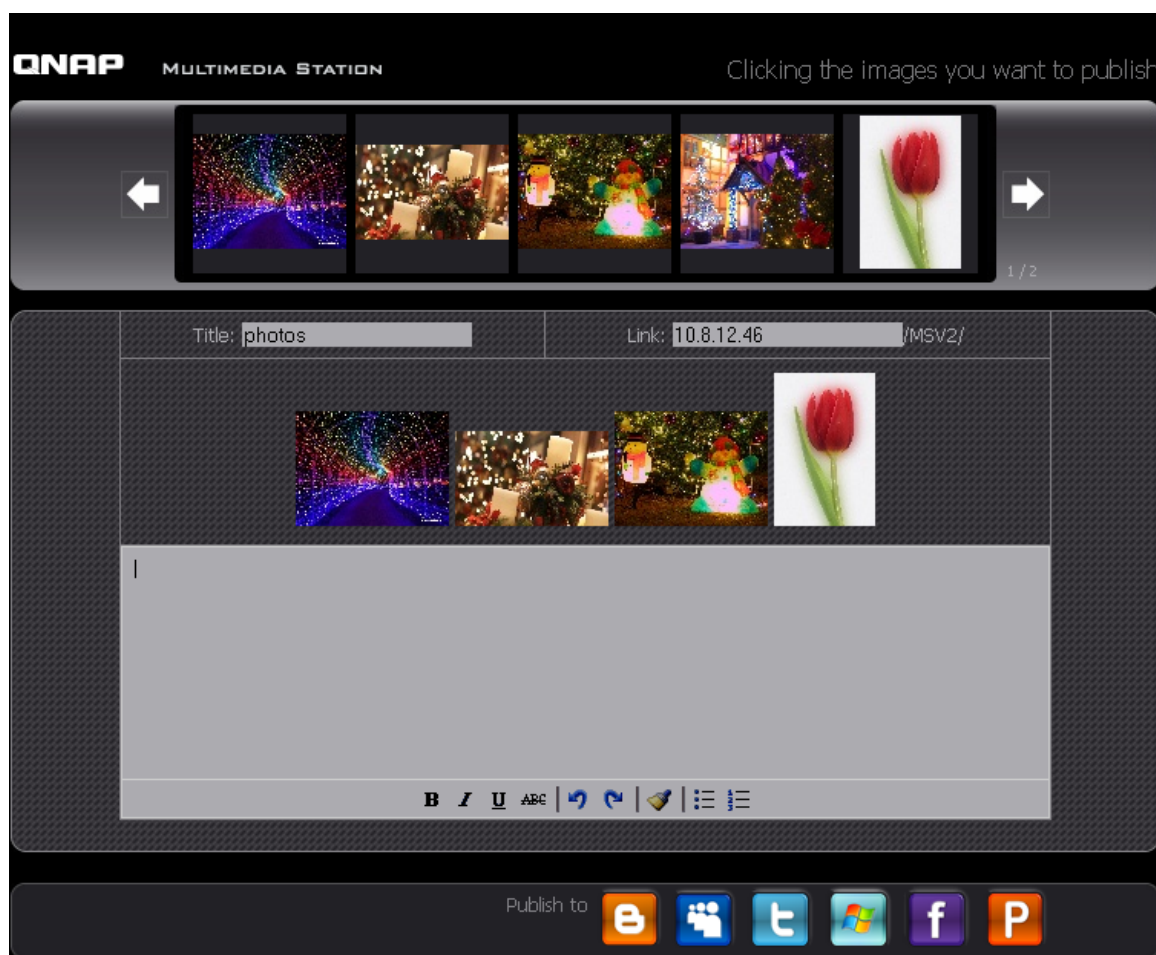 QNAP MULTIMEDIA STATION
Clicking the images you want to publish
1/2
Title: photos
Link: 10.8.12.46 /MSV2/
B I U ABC
Publish to